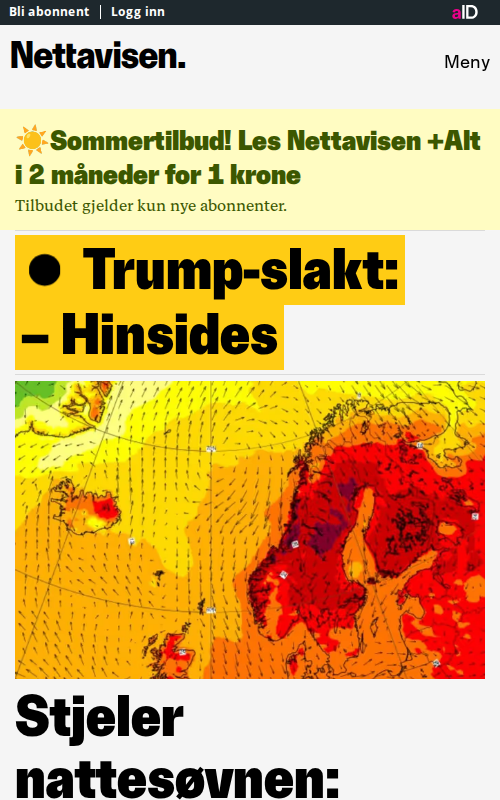 Bli abonnent
Logg inn
aID
Nettavisen.
Meny
☀️Sommertilbud! Les Nettavisen +Alt
i 2 måneder for 1 krone
Tilbudet gjelder kun nye abonnenter.
● Trump-slakt:
– Hinsides
Stjeler
nattesøvnen: